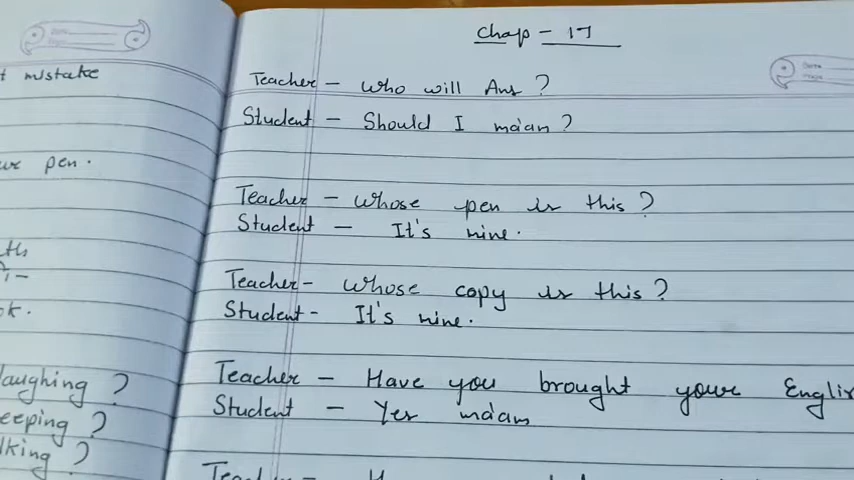 Chap - 17
t mistake
Teacher - Who will Ans ?
Student - Should I ma'am ?
pen.
Teacher - Whose pen is this ?
Student - It's mine.
Teacher - Whose copy is this ?
Student - It's mine.
ok.
Teacher - Have you brought your Englis
Student - Yes ma'am
laughing ?
eeping ?
lking ?